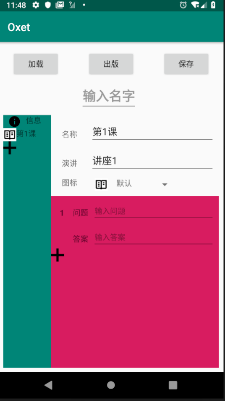 11:48
Oxet
加载 出版 保存
输入名字
信息
第1课
名称 第1课
演讲 讲座1
图标 默认
1 问题 输入问题
答案 输入答案